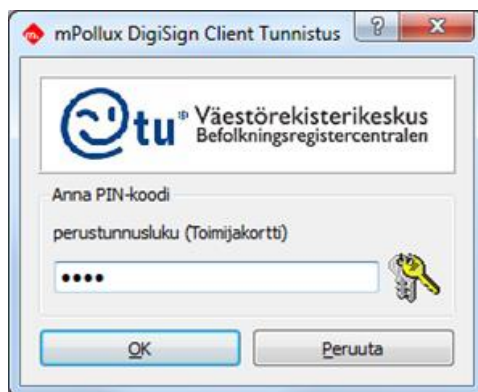 mPollux DigiSign Client Tunnistus
tu Väestörekisterikeskus
Befolkningsregistercentralen
Anna PIN-koodi
perustunnusluku (Toimijakortti)
••••
OK
Peruuta